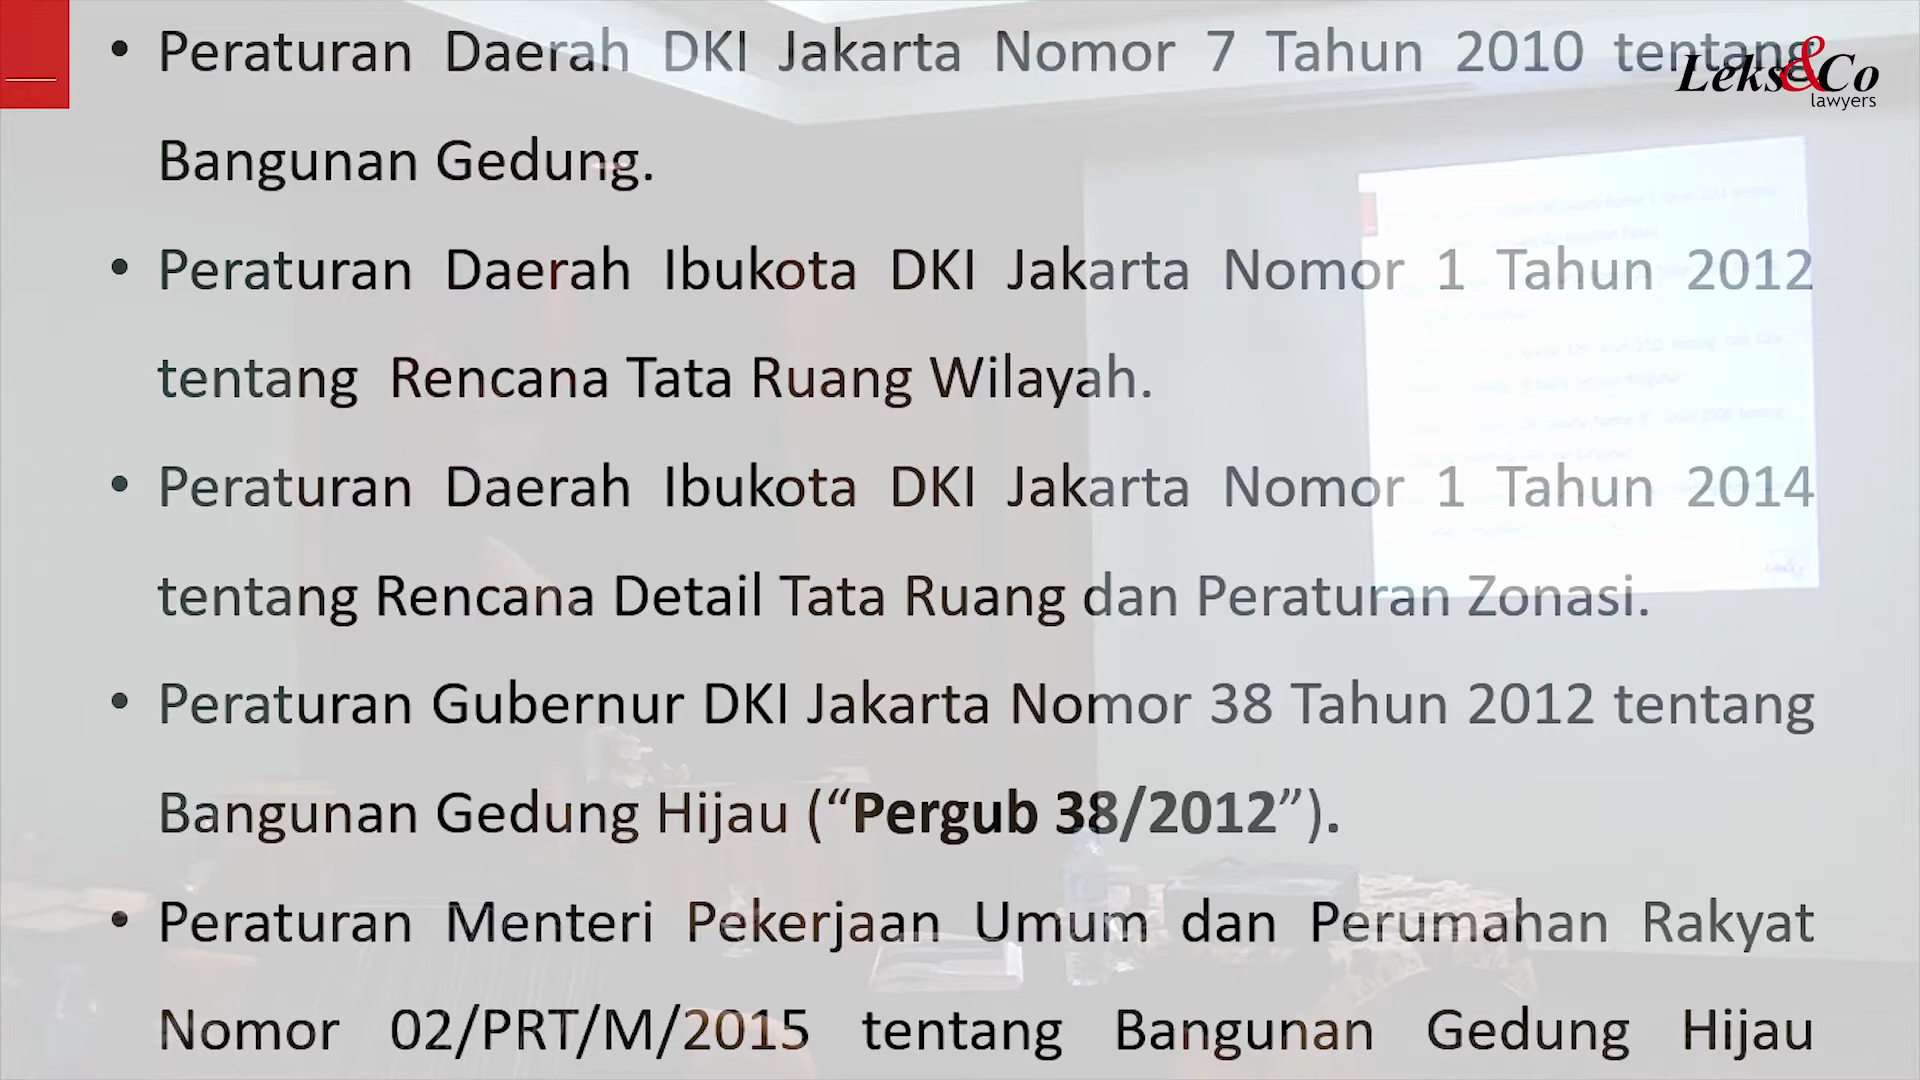 • Peraturan Daerah DKI Jakarta Nomor 7 Tahun 2010 tentang
Leks&Co
lawyers
Bangunan Gedung.
• Peraturan Daerah Ibukota DKI Jakarta Nomor 1 Tahun 2012
tentang Rencana Tata Ruang Wilayah.
• Peraturan Daerah Ibukota DKI Jakarta Nomor 1 Tahun 2014
tentang Rencana Detail Tata Ruang dan Peraturan Zonasi.
• Peraturan Gubernur DKI Jakarta Nomor 38 Tahun 2012 tentang
Bangunan Gedung Hijau (“Pergub 38/2012”).
• Peraturan Menteri Pekerjaan Umum dan Perumahan Rakyat
Nomor 02/PRT/M/2015 tentang Bangunan Gedung Hijau